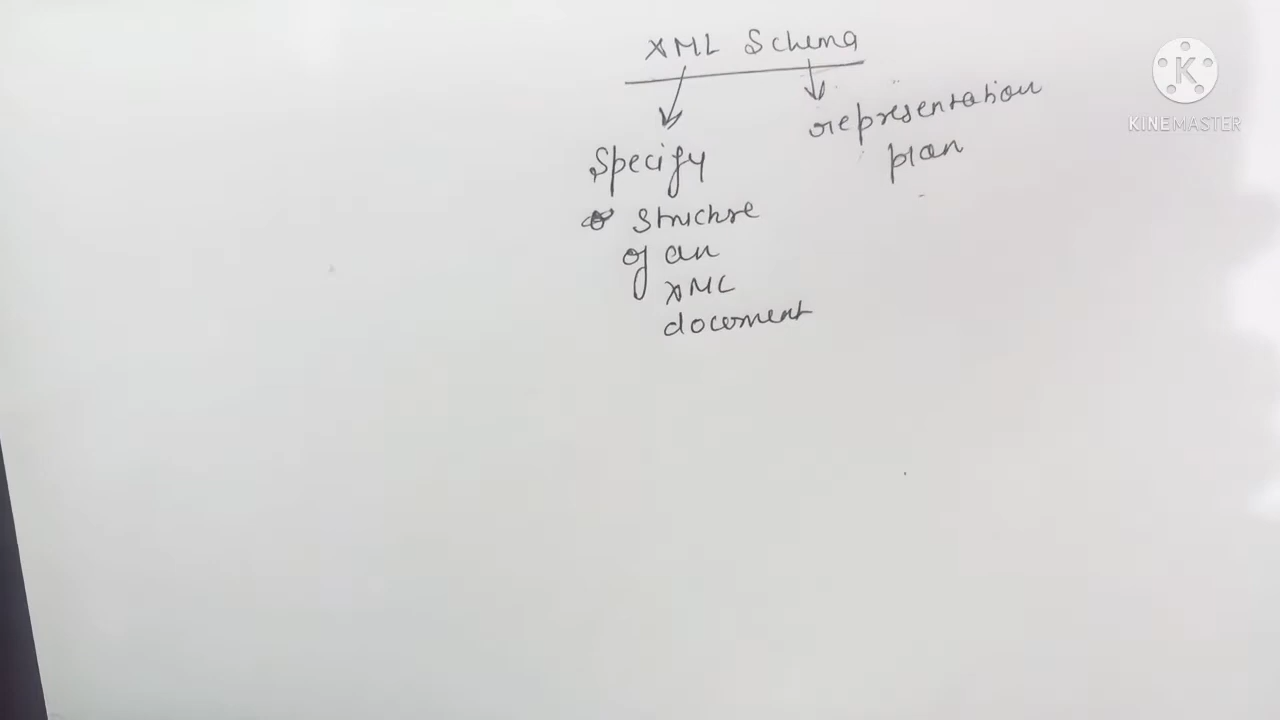 XML Schema
representation
plan
Specify
structure
of an
XML
document
K
KINEMASTER